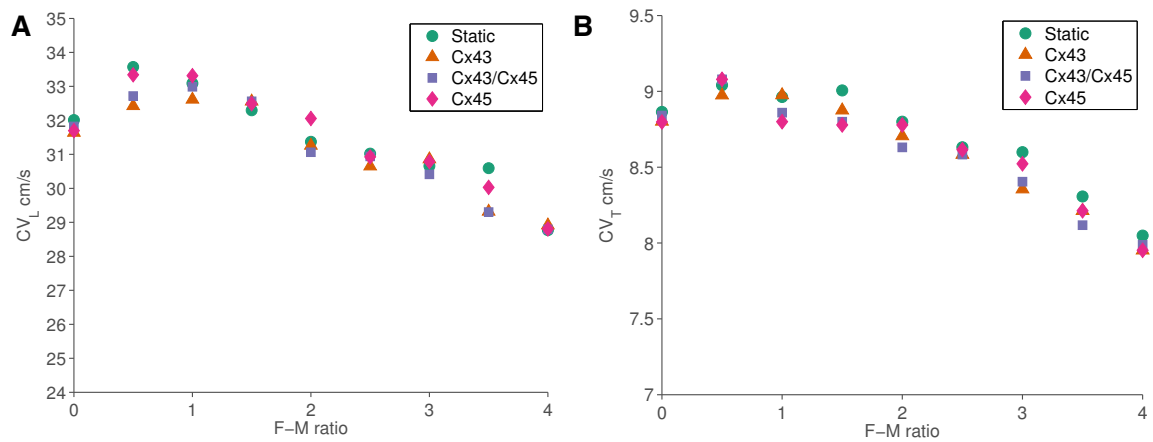 A
35
34
33
32
31
30
29
28
27
26
25
24
CV_L cm/s
0
1
2
3
4
F−M ratio
Static
Cx43
Cx43/Cx45
Cx45
B
9.5
9
8.5
8
7.5
7
CV_T cm/s
0
1
2
3
4
F−M ratio
Static
Cx43
Cx43/Cx45
Cx45